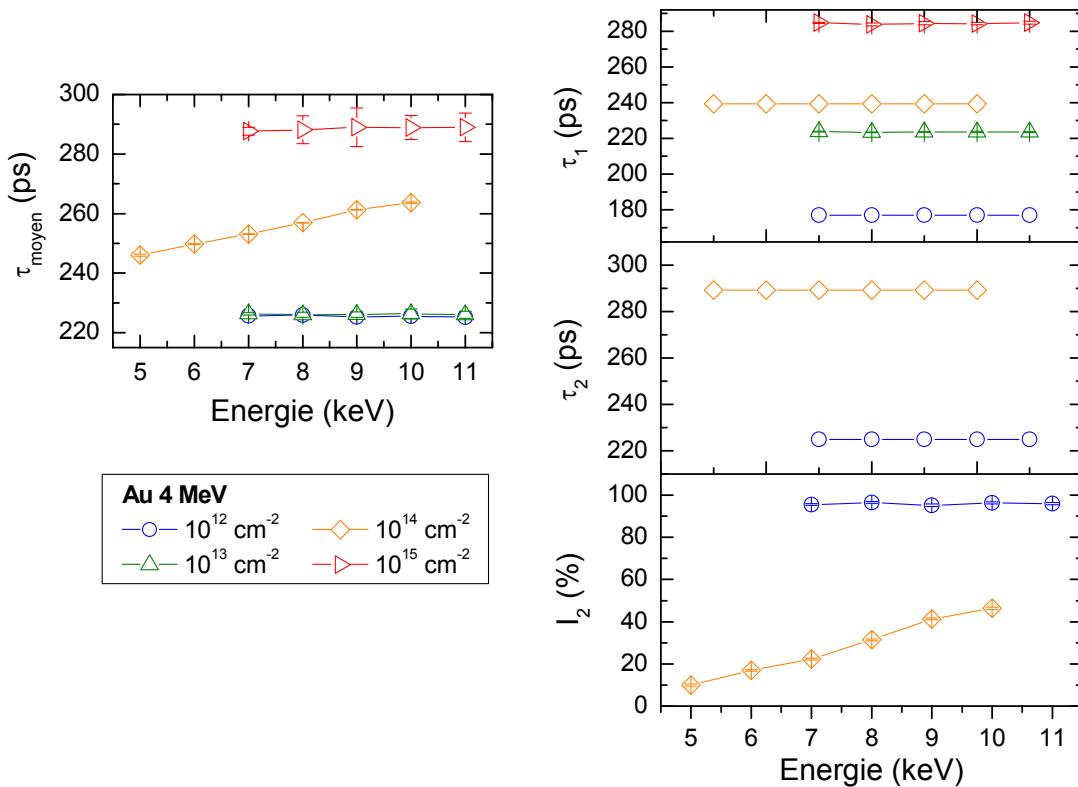 300
280
260
240
220
τmoyen (ps)
5 6 7 8 9 10 11
Energie (keV)
Au 4 MeV
10^12 cm^-2 10^14 cm^-2
10^13 cm^-2 10^15 cm^-2
280
260
240
220
200
180
τ1 (ps)
300
280
260
240
220
τ2 (ps)
100
80
60
40
20
0
I2 (%)
5 6 7 8 9 10 11
Energie (keV)